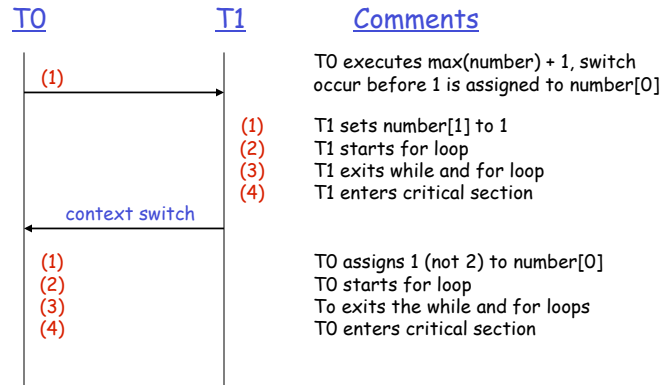 T0 T1 Comments
(1) T0 executes max(number) + 1, switch
occur before 1 is assigned to number[0]
(1) T1 sets number[1] to 1
(2) T1 starts for loop
(3) T1 exits while and for loop
(4) T1 enters critical section
context switch
(1) T0 assigns 1 (not 2) to number[0]
(2) T0 starts for loop
(3) To exits the while and for loops
(4) T0 enters critical section